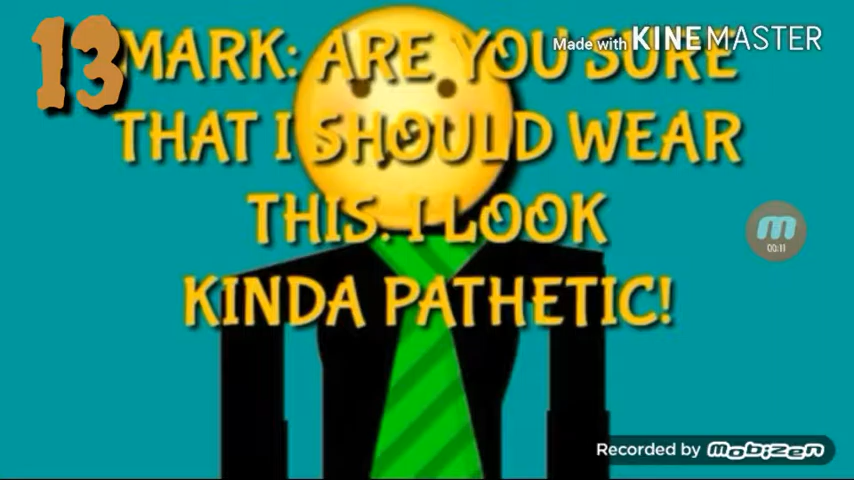 13
MARK: ARE YOU SURE
THAT I SHOULD WEAR
THIS. I LOOK
KINDA PATHETIC!
Made with KINEMASTER
m
00:11
Recorded by mobizen